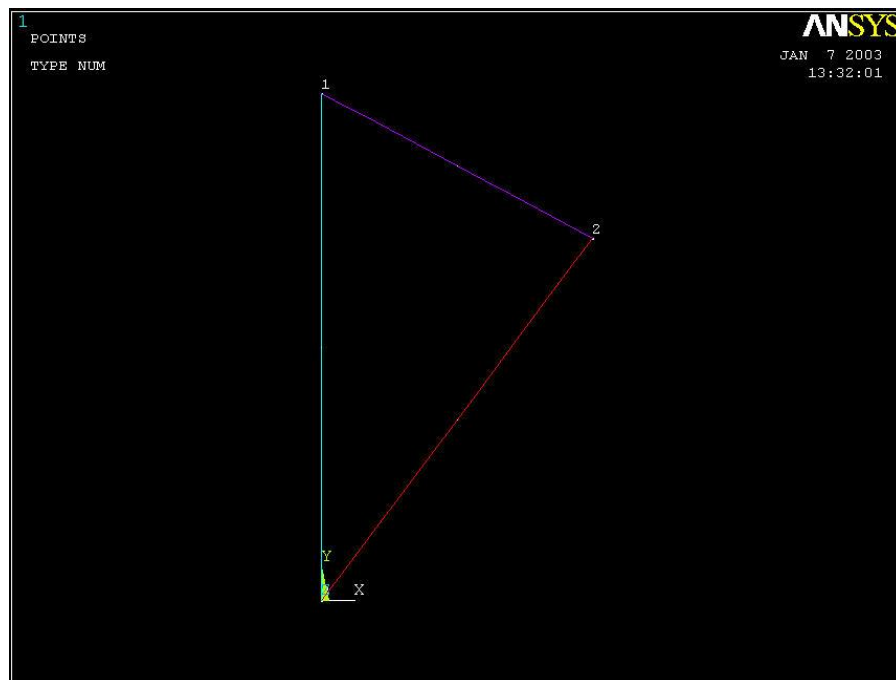 1
POINTS
TYPE NUM
ANSYS
JAN 7 2003
13:32:01
1
2
Y
X